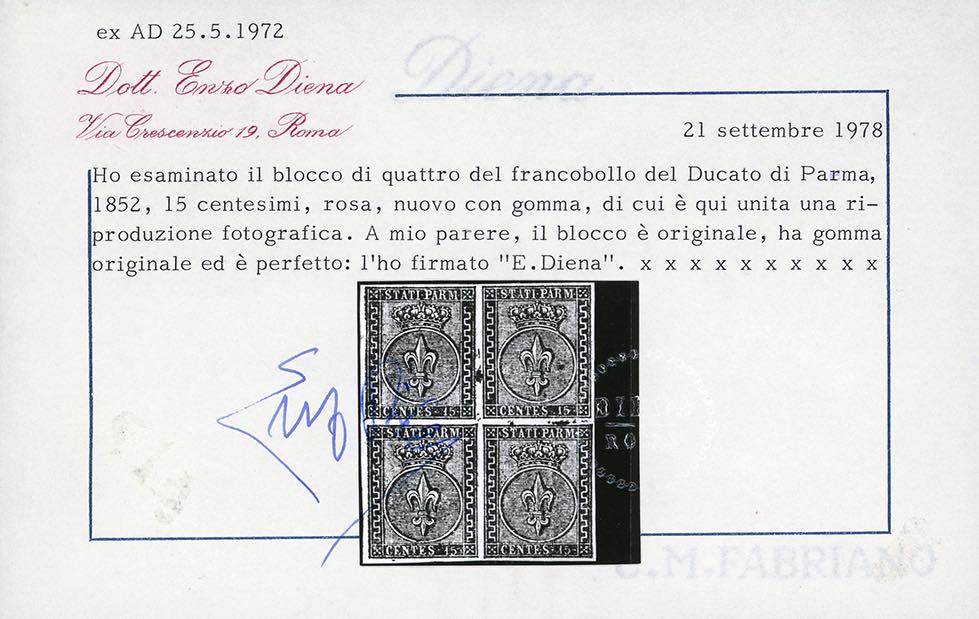 ex AD 25.5.1972
Diena
Dott. Enzo Diena
Via Crescenzio 19, Roma
21 settembre 1978
Ho esaminato il blocco di quattro del francobollo del Ducato di Parma,
1852, 15 centesimi, rosa, nuovo con gomma, di cui è qui unita una ri-
produzione fotografica. A mio parere, il blocco è originale, ha gomma
originale ed è perfetto: l'ho firmato "E.Diena". x x x x x x x x x x
STATI·PARM STATI·PARM
CENTES 15 CENTES 15
STATI·PARM STATI·PARM
CENTES 15 CENTES 15
C.M.FABRIANO